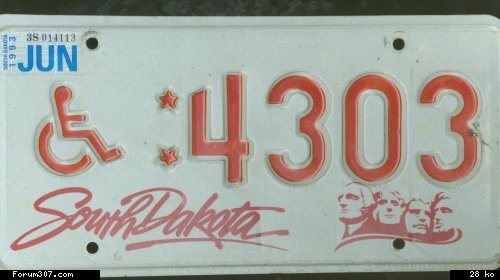 SOUTH DAKOTA
1993
3S 014113
JUN
4303
South Dakota
Forum307.com
28 ko